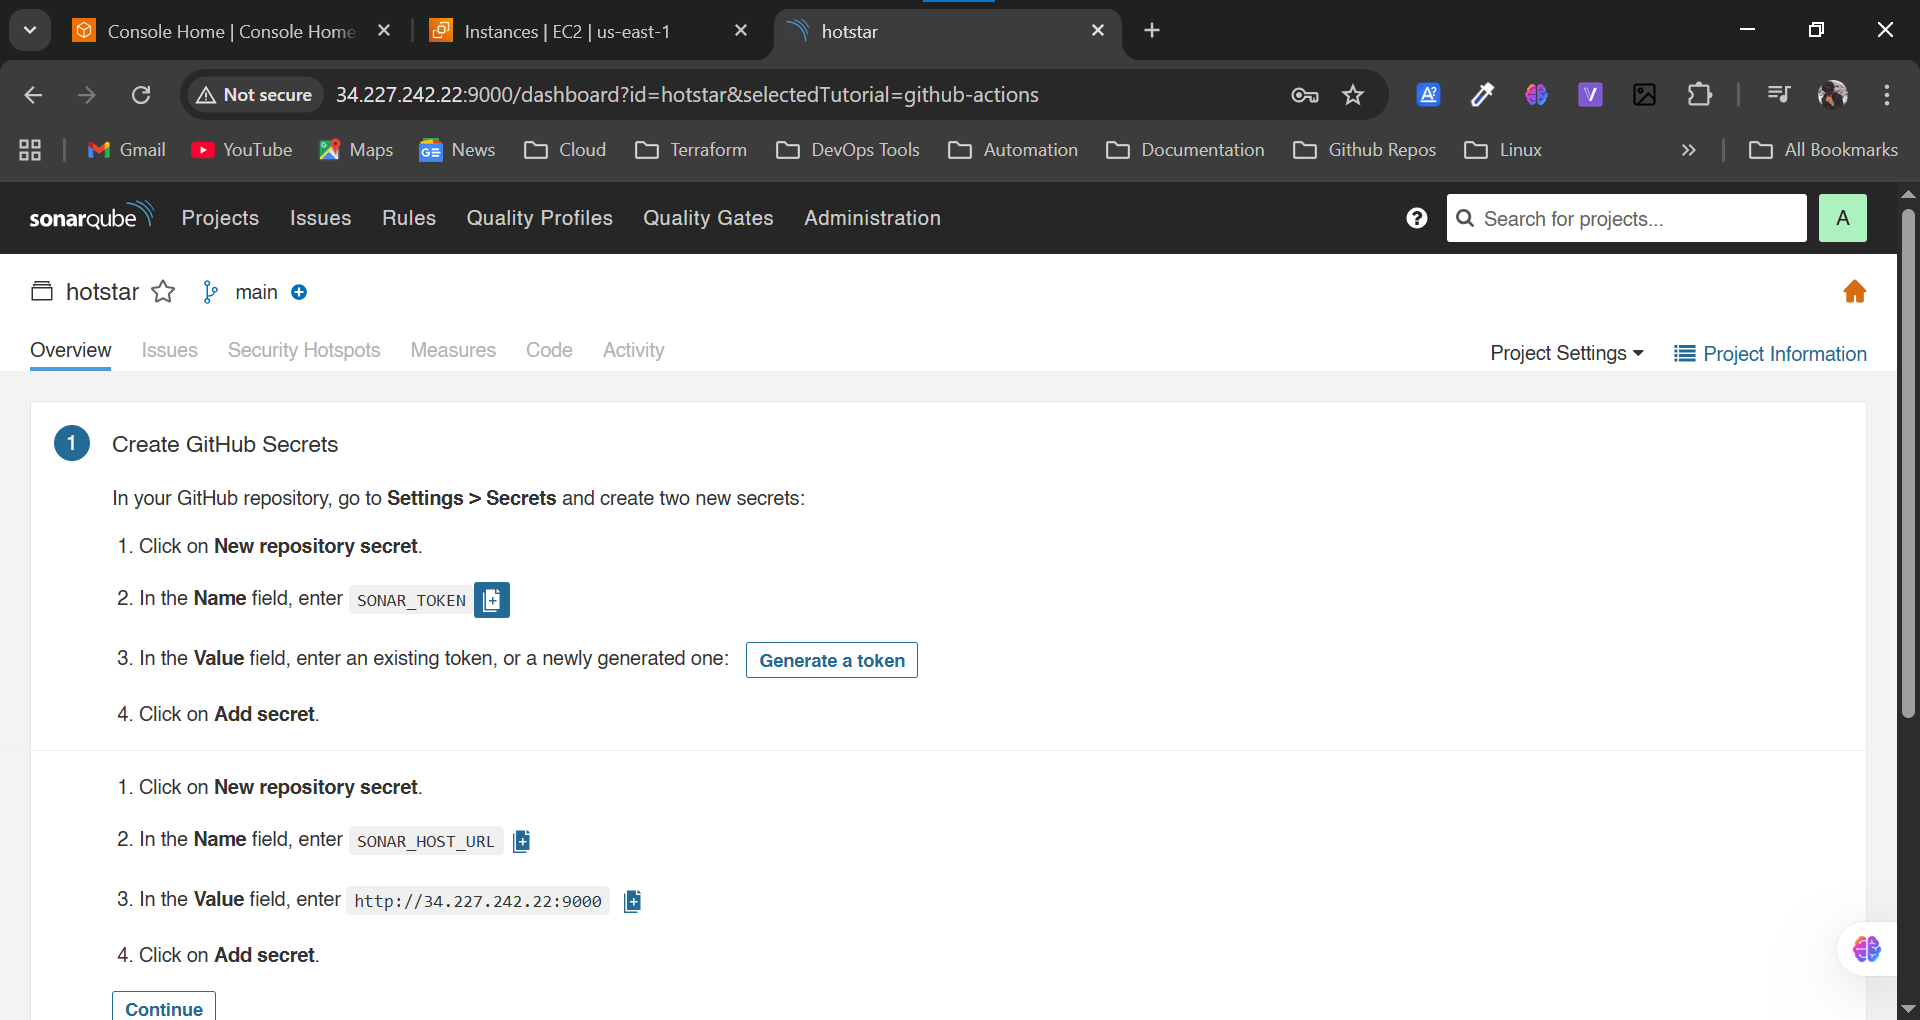 Console Home | Console Home
Instances | EC2 | us-east-1
hotstar
Not secure
34.227.242.22:9000/dashboard?id=hotstar&selectedTutorial=github-actions
Gmail
YouTube
Maps
News
Cloud
Terraform
DevOps Tools
Automation
Documentation
Github Repos
Linux
All Bookmarks
sonarqube
Projects
Issues
Rules
Quality Profiles
Quality Gates
Administration
Search for projects...
A
hotstar
main
Overview
Issues
Security Hotspots
Measures
Code
Activity
Project Settings
Project Information
1
Create GitHub Secrets
In your GitHub repository, go to Settings > Secrets and create two new secrets:
1. Click on New repository secret.
2. In the Name field, enter SONAR_TOKEN
3. In the Value field, enter an existing token, or a newly generated one: Generate a token
4. Click on Add secret.
1. Click on New repository secret.
2. In the Name field, enter SONAR_HOST_URL
3. In the Value field, enter http://34.227.242.22:9000
4. Click on Add secret.
Continue